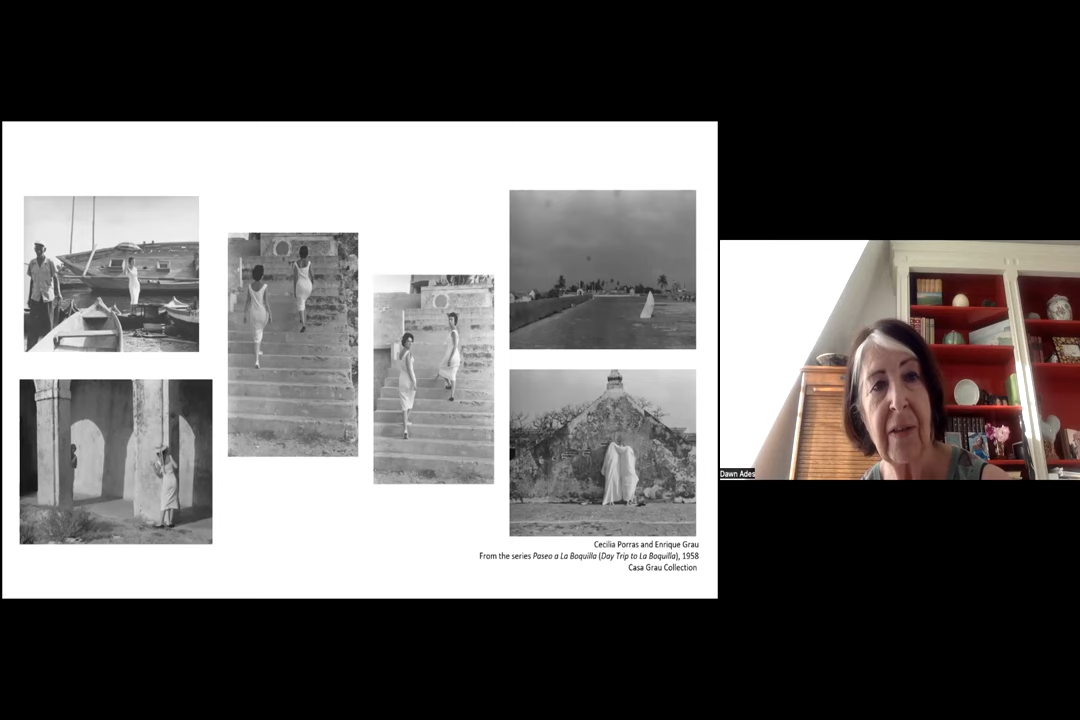 Cecilia Porras and Enrique Grau
From the series Paseo a La Boquilla (Day Trip to La Boquilla), 1958
Casa Grau Collection
Dawn Ades